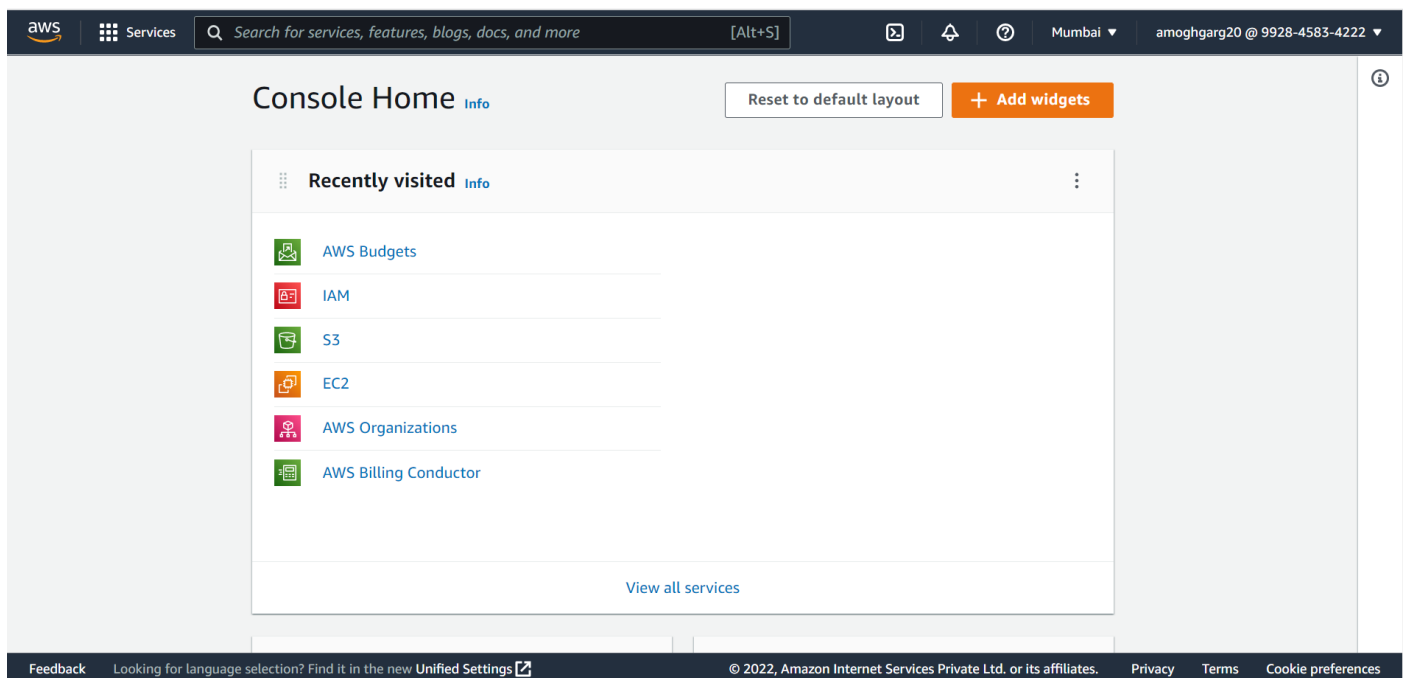 aws Services Search for services, features, blogs, docs, and more [Alt+S] Mumbai ▼ amoghgarg20 @ 9928-4583-4222 ▼
Console Home Info Reset to default layout + Add widgets
Recently visited Info
AWS Budgets
IAM
S3
EC2
AWS Organizations
AWS Billing Conductor
View all services
Feedback Looking for language selection? Find it in the new Unified Settings © 2022, Amazon Internet Services Private Ltd. or its affiliates. Privacy Terms Cookie preferences